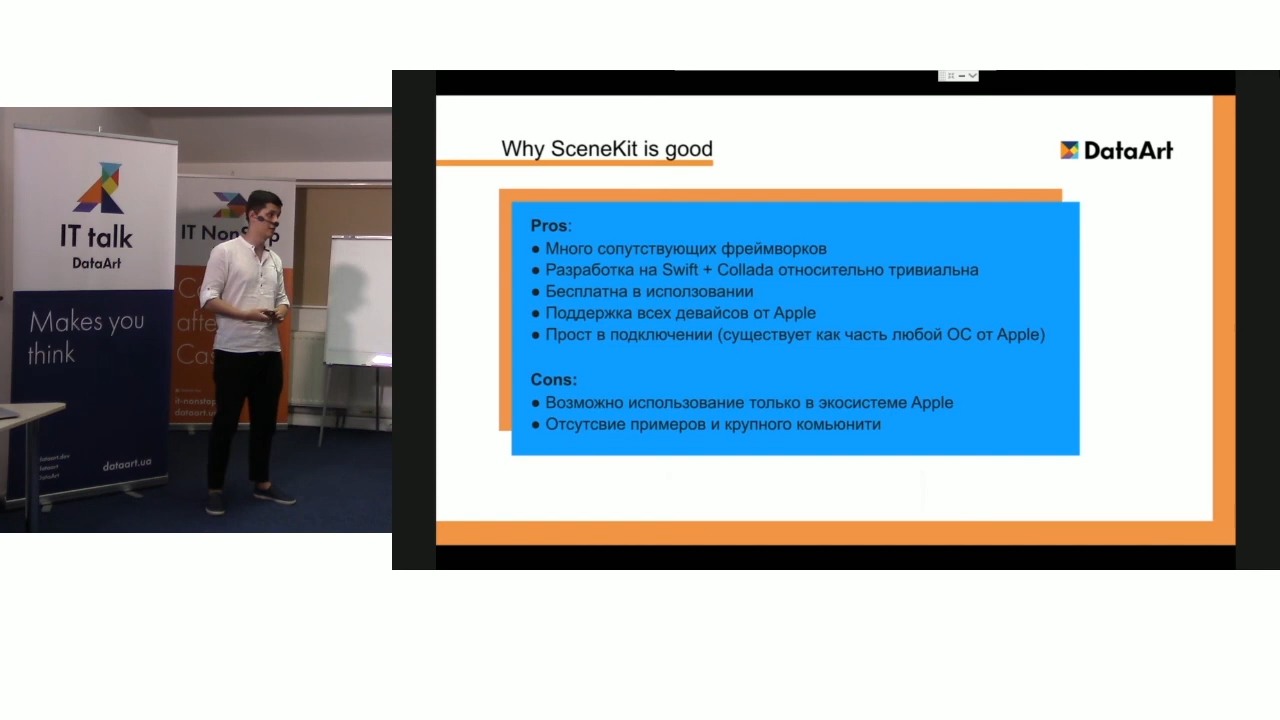 IT talk
DataArt
Makes you
think
dataart.ua
IT NonStop
dataart.u
Why SceneKit is good
DataArt
Pros:
● Много сопутствующих фреймворков
● Разработка на Swift + Collada относительно тривиальна
● Бесплатна в исползовании
● Поддержка всех девайсов от Apple
● Прост в подключении (существует как часть любой ОС от Apple)
Cons:
● Возможно использование только в экосистеме Apple
● Отсутсвие примеров и крупного комьюнити